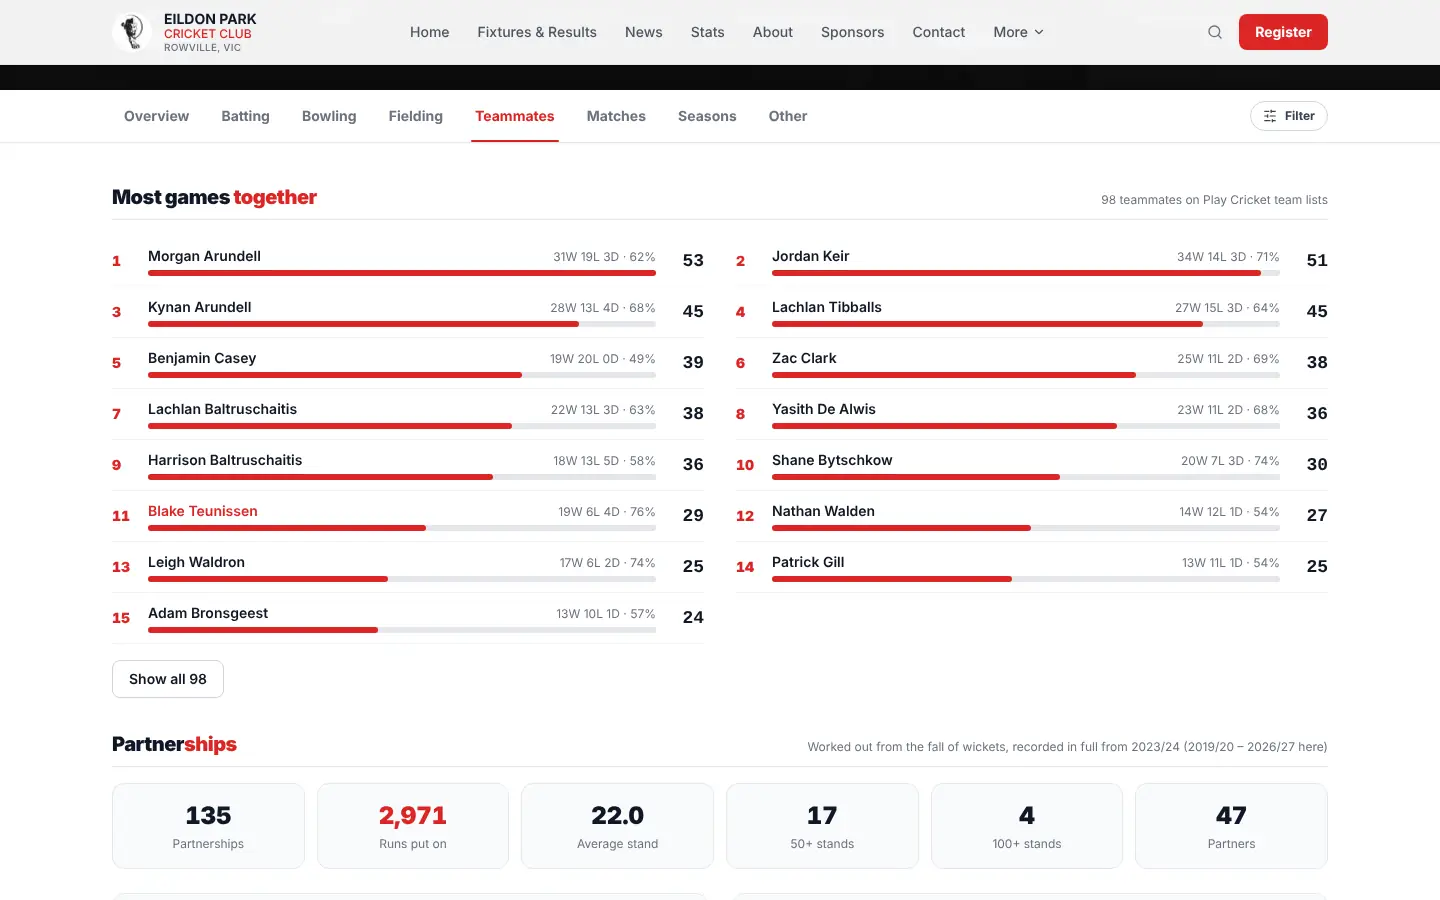 EILDON PARK
CRICKET CLUB
ROWVILLE, VIC
Home Fixtures & Results News Stats About Sponsors Contact More
Register
Overview Batting Bowling Fielding Teammates Matches Seasons Other
Filter
Most games together
98 teammates on Play Cricket team lists
1 Morgan Arundell 31W 19L 3D · 62% 53
2 Jordan Keir 34W 14L 3D · 71% 51
3 Kynan Arundell 28W 13L 4D · 68% 45
4 Lachlan Tibballs 27W 15L 3D · 64% 45
5 Benjamin Casey 19W 20L 0D · 49% 39
6 Zac Clark 25W 11L 2D · 69% 38
7 Lachlan Baltruschaitis 22W 13L 3D · 63% 38
8 Yasith De Alwis 23W 11L 2D · 68% 36
9 Harrison Baltruschaitis 18W 13L 5D · 58% 36
10 Shane Bytschkow 20W 7L 3D · 74% 30
11 Blake Teunissen 19W 6L 4D · 76% 29
12 Nathan Walden 14W 12L 1D · 54% 27
13 Leigh Waldron 17W 6L 2D · 74% 25
14 Patrick Gill 13W 11L 1D · 54% 25
15 Adam Bronsgeest 13W 10L 1D · 57% 24
Show all 98
Partnerships
Worked out from the fall of wickets, recorded in full from 2023/24 (2019/20 – 2026/27 here)
135 2,971 22.0 17 4 47
Partnerships Runs put on Average stand 50+ stands 100+ stands Partners